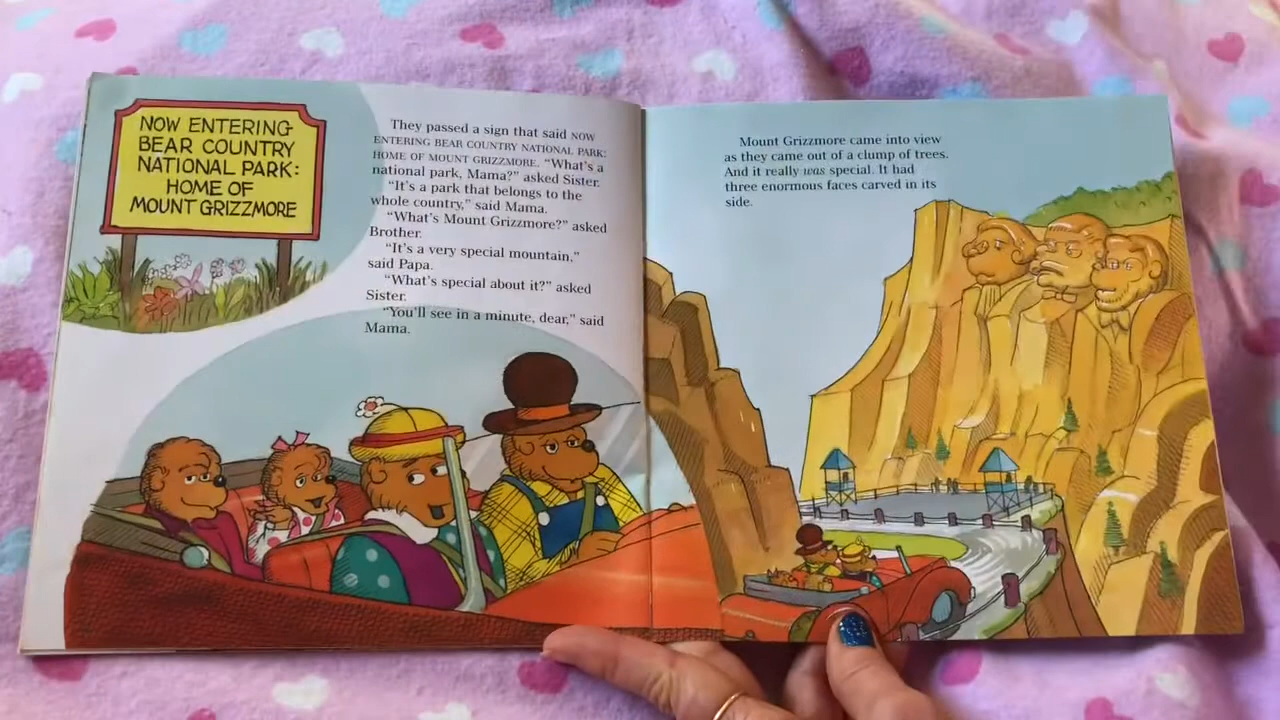 NOW ENTERING
BEAR COUNTRY
NATIONAL PARK:
HOME OF
MOUNT GRIZZMORE
They passed a sign that said NOW
ENTERING BEAR COUNTRY NATIONAL PARK:
HOME OF MOUNT GRIZZMORE. “What’s a
national park, Mama?” asked Sister.
“It’s a park that belongs to the
whole country,” said Mama.
“What’s Mount Grizzmore?” asked
Brother.
“It’s a very special mountain,”
said Papa.
“What’s special about it?” asked
Sister.
“You’ll see in a minute, dear,” said
Mama.
Mount Grizzmore came into view
as they came out of a clump of trees.
And it really was special. It had
three enormous faces carved in its
side.